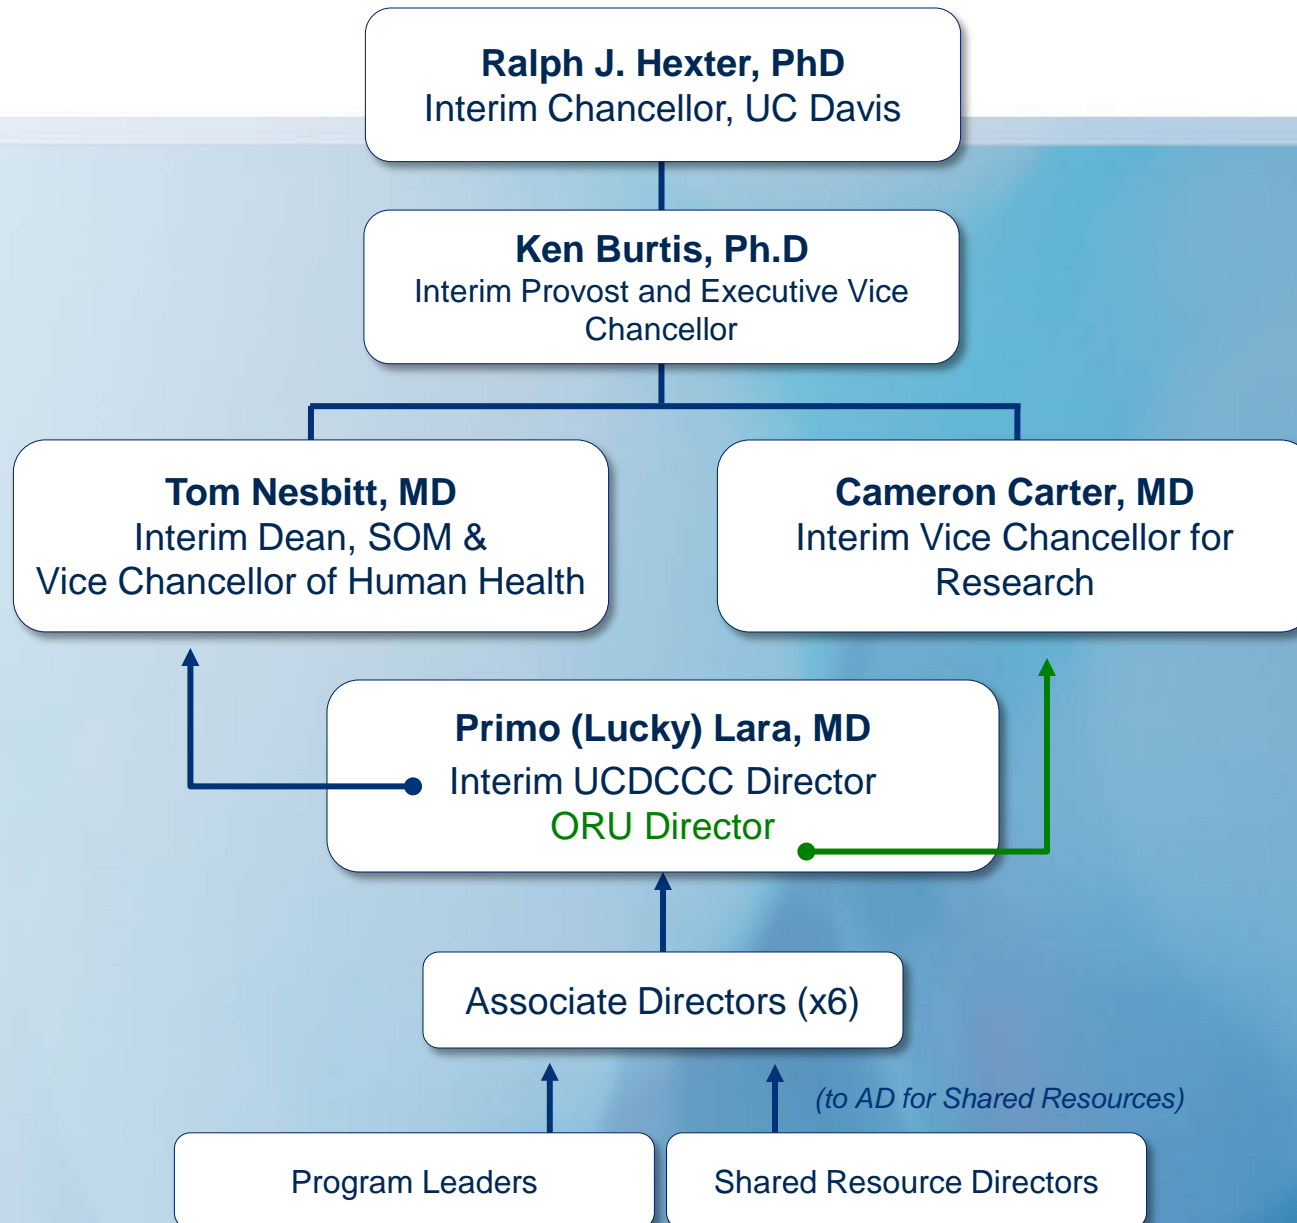 Ralph J. Hexter, PhD
Interim Chancellor, UC Davis
Ken Burtis, Ph.D
Interim Provost and Executive Vice
Chancellor
Tom Nesbitt, MD
Interim Dean, SOM &
Vice Chancellor of Human Health
Cameron Carter, MD
Interim Vice Chancellor for
Research
Primo (Lucky) Lara, MD
Interim UCDCCC Director
ORU Director
Associate Directors (x6)
(to AD for Shared Resources)
Program Leaders
Shared Resource Directors